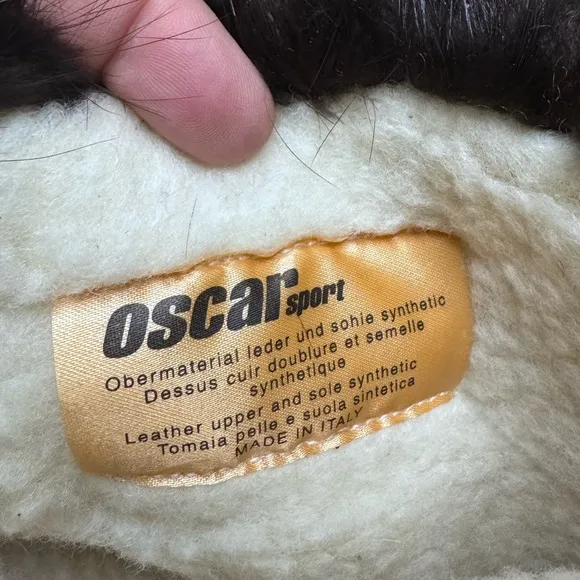 oscar sport
Obermaterial leder und sohie synthetic
Dessus cuir doublure et semelle
synthetique
Leather upper and sole synthetic
Tomaia pelle e suola sintetica
MADE IN ITALY